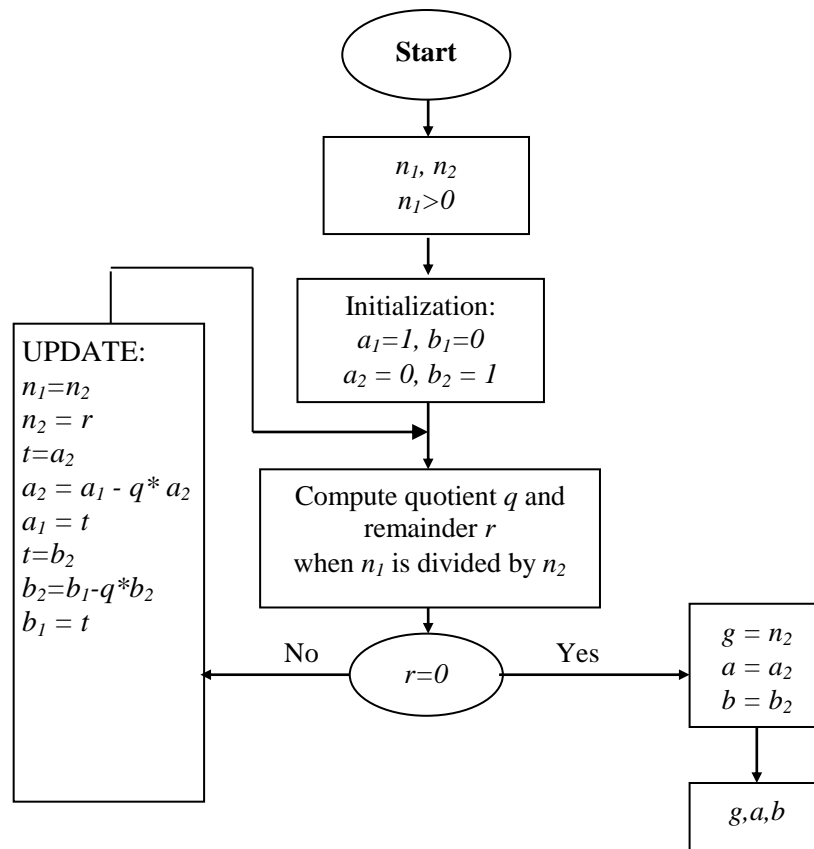 Start
n₁, n₂
n₁>0
Initialization:
a₁=1, b₁=0
a₂ = 0, b₂ = 1
UPDATE:
n₁=n₂
n₂ = r
t=a₂
a₂ = a₁ - q* a₂
a₁ = t
t=b₂
b₂=b₁-q*b₂
b₁ = t
Compute quotient q and
remainder r
when n₁ is divided by n₂
No
r=0
Yes
g = n₂
a = a₂
b = b₂
g,a,b